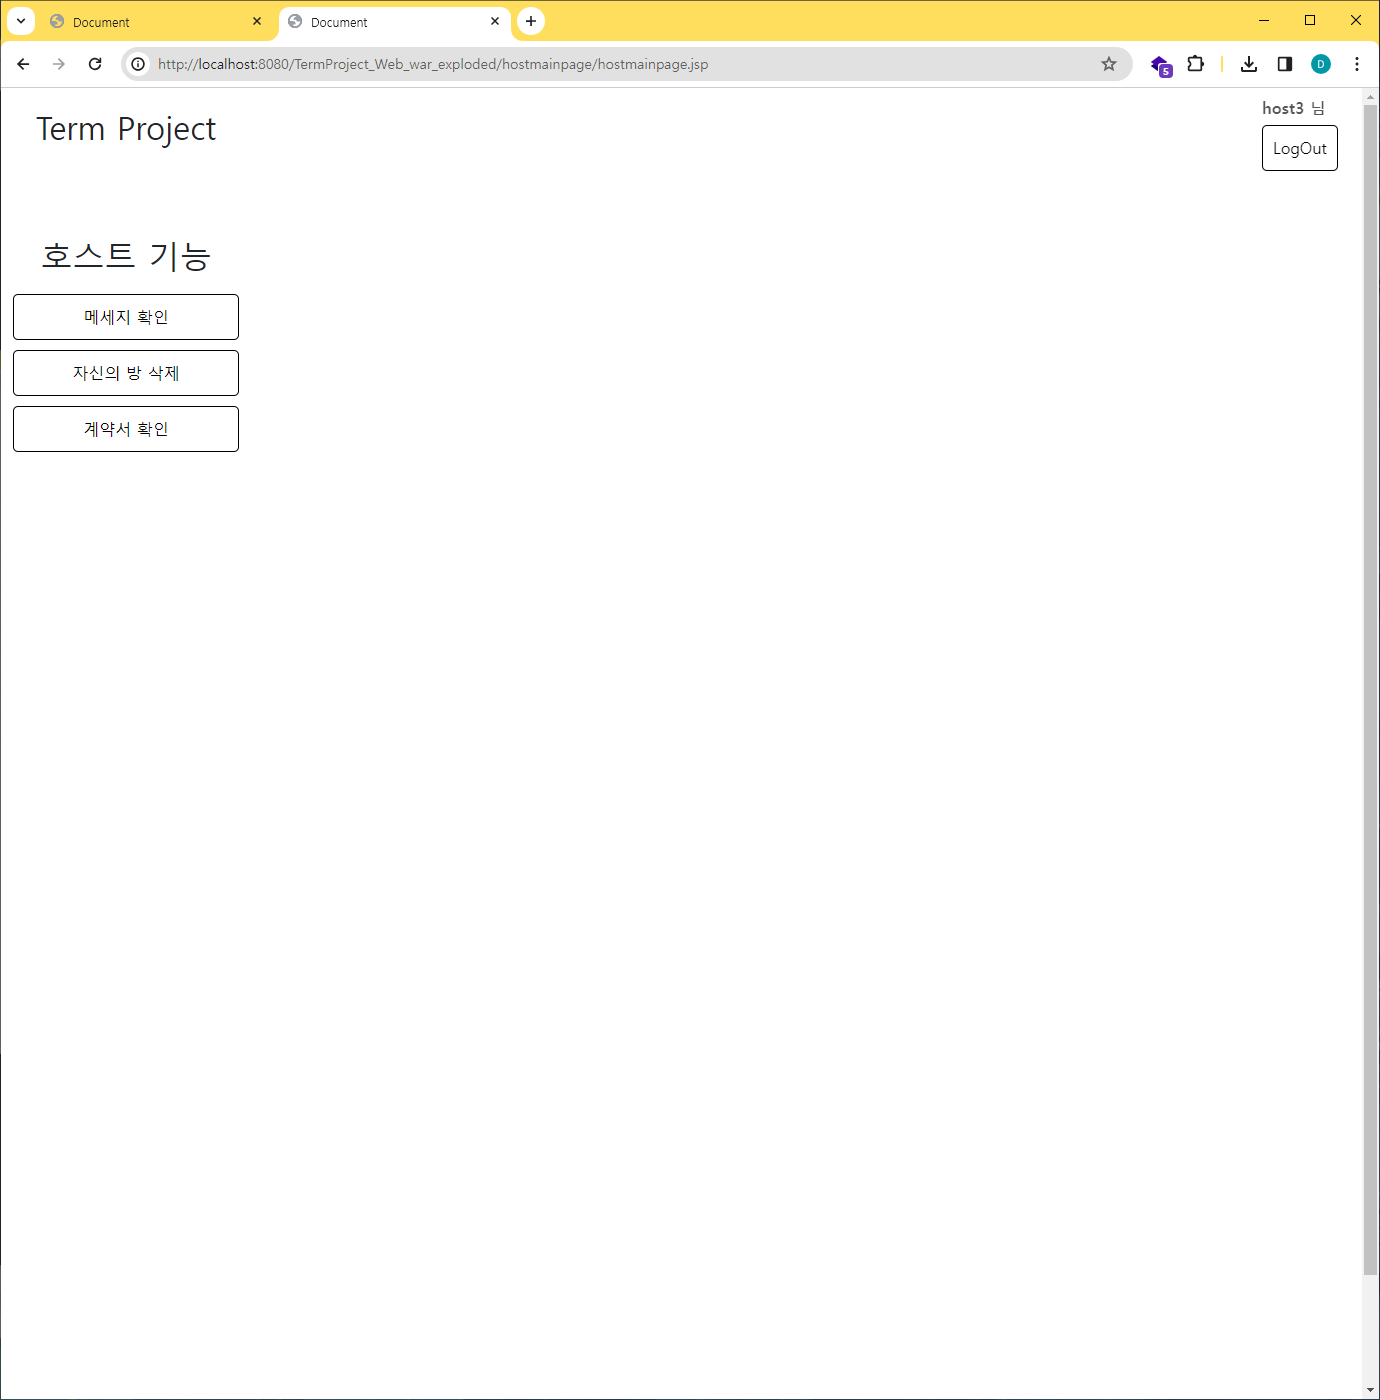 Document
Document
http://localhost:8080/TermProject_Web_war_exploded/hostmainpage/hostmainpage.jsp
5
D
host3 님
Term Project
LogOut
호스트 기능
메세지 확인
자신의 방 삭제
계약서 확인